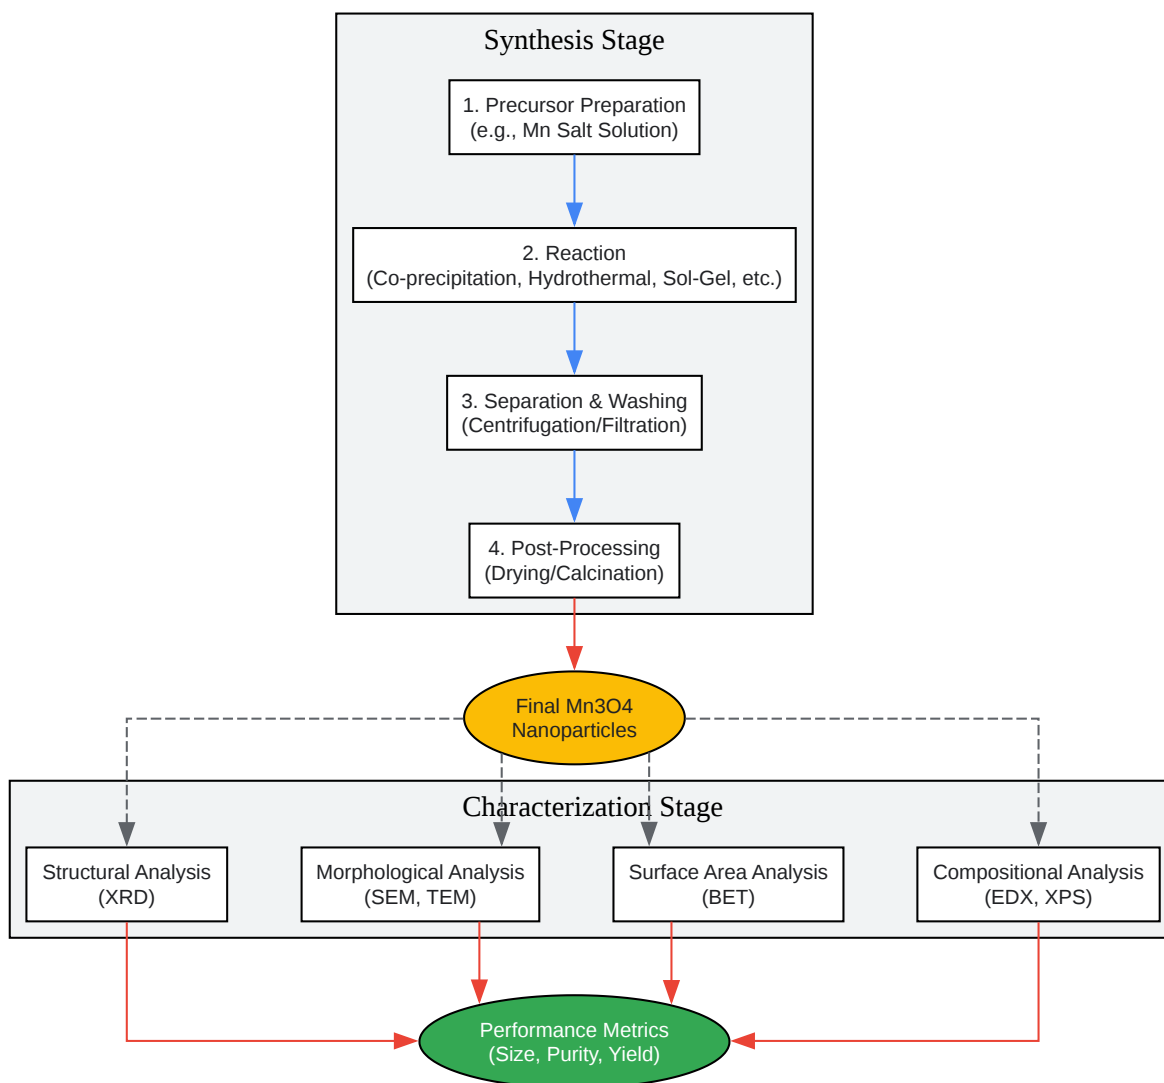 Synthesis Stage
1. Precursor Preparation
(e.g., Mn Salt Solution)
2. Reaction
(Co-precipitation, Hydrothermal, Sol-Gel, etc.)
3. Separation & Washing
(Centrifugation/Filtration)
4. Post-Processing
(Drying/Calcination)
Final Mn3O4
Nanoparticles
Characterization Stage
Structural Analysis
(XRD)
Morphological Analysis
(SEM, TEM)
Surface Area Analysis
(BET)
Compositional Analysis
(EDX, XPS)
Performance Metrics
(Size, Purity, Yield)